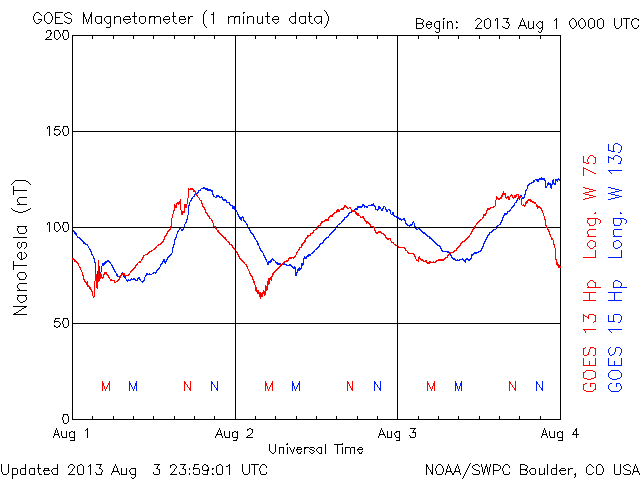 GOES Magnetometer (1 minute data)
Begin: 2013 Aug 1 0000 UTC
200
150
100
50
0
NanoTesla (nT)
M M N N M M N N M M N N
Aug 1 Aug 2 Aug 3 Aug 4
Universal Time
GOES 13 Hp Long. W 75
GOES 15 Hp Long. W 135
Updated 2013 Aug 3 23:59:01 UTC
NOAA/SWPC Boulder, CO USA